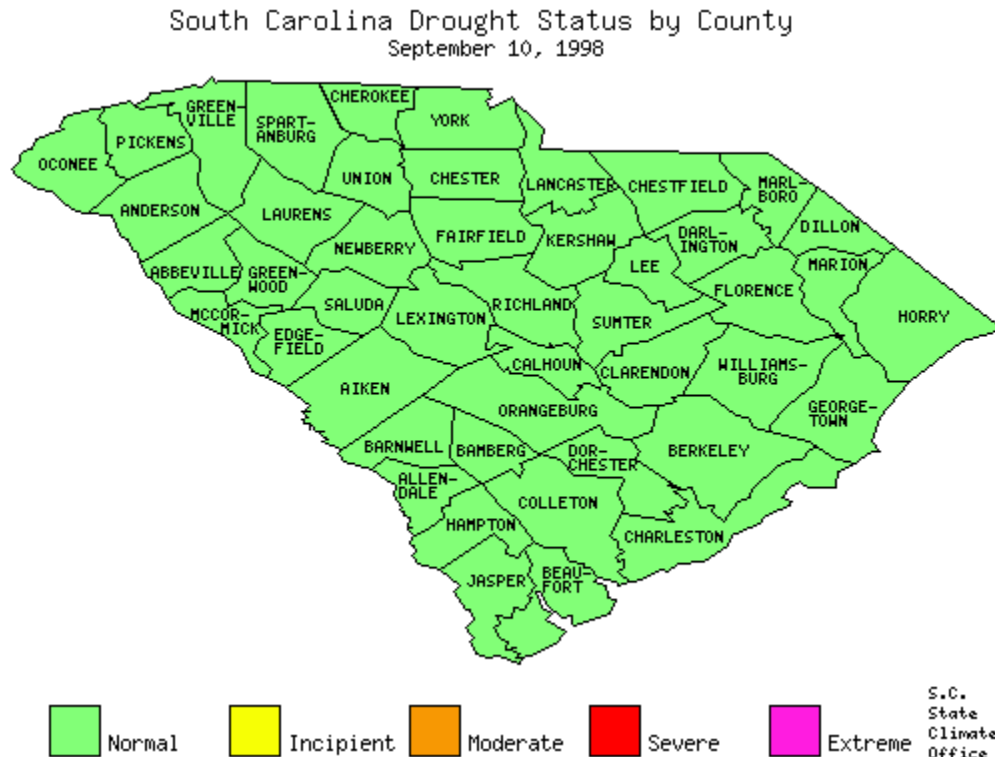 South Carolina Drought Status by County
September 10, 1998
CHEROKEE
GREEN-
VILLE
SPART-
ANBURG
YORK
PICKENS
OCONEE
UNION
CHESTER
LANCASTER
CHESTFIELD
MARL-
BORO
ANDERSON
LAURENS
DILLON
NEWBERRY
FAIRFIELD
KERSHAW
DARL-
INGTON
LEE
MARION
ABBEVILLE
GREEN-
WOOD
SALUDA
LEXINGTON
RICHLAND
SUMTER
FLORENCE
HORRY
MCCOR-
MICK
EDGE-
FIELD
CALHOUN
CLARENDON
WILLIAMS-
BURG
AIKEN
ORANGEBURG
GEORGE-
TOWN
BARNWELL
BAMBERG
DOR-
CHESTER
BERKELEY
ALLEN-
DALE
COLLETON
HAMPTON
CHARLESTON
JASPER
BEAU-
FORT
Normal
Incipient
Moderate
Severe
Extreme
S.C.
State
Climate
Office